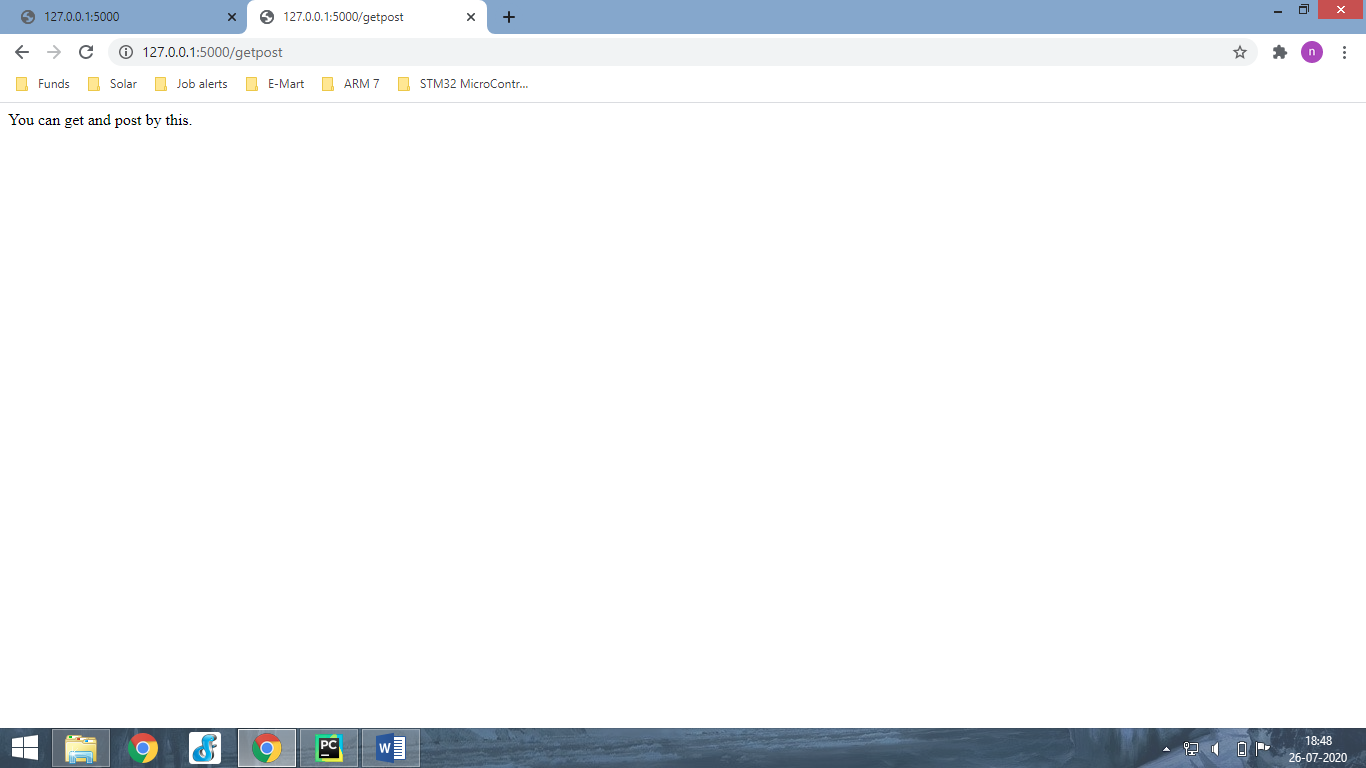 127.0.0.1:5000
127.0.0.1:5000/getpost
127.0.0.1:5000/getpost
n
Funds
Solar
Job alerts
E-Mart
ARM 7
STM32 MicroContr...
You can get and post by this.
PC
W
18:48
26-07-2020